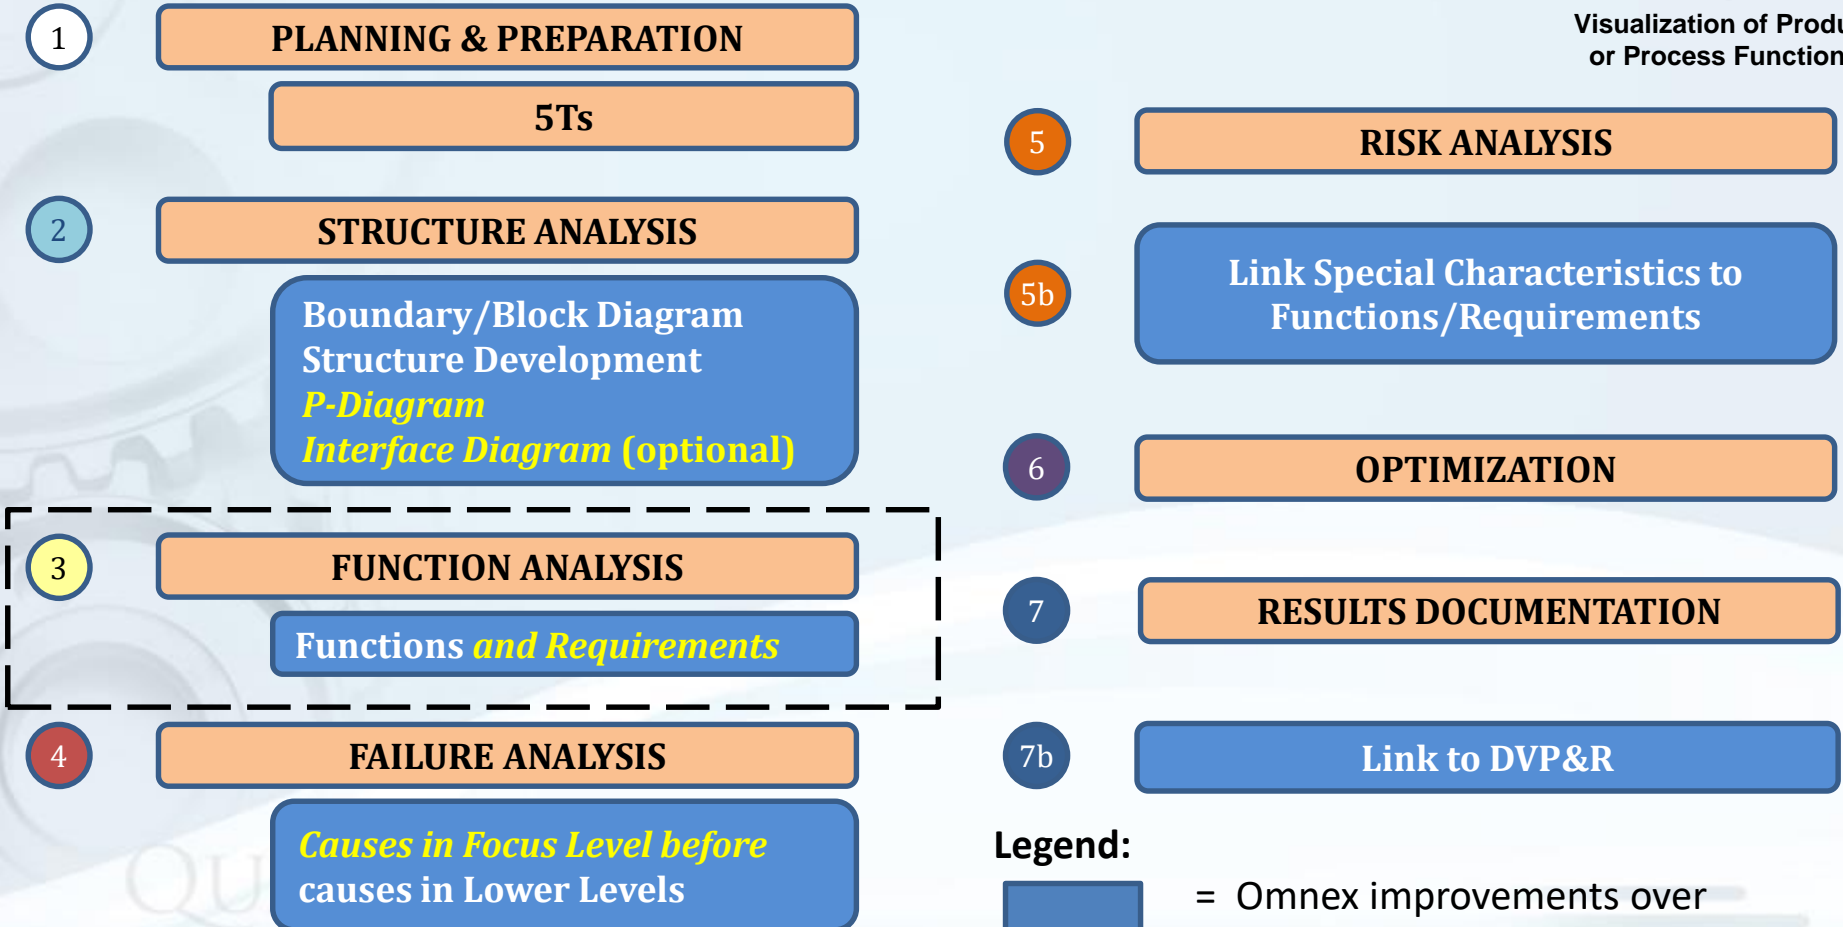 1
PLANNING & PREPARATION
5Ts
2
STRUCTURE ANALYSIS
Boundary/Block Diagram
Structure Development
P-Diagram
Interface Diagram (optional)
3
FUNCTION ANALYSIS
Functions and Requirements
4
FAILURE ANALYSIS
Causes in Focus Level before
causes in Lower Levels
QU
Visualization of Produ
or Process Function
5
RISK ANALYSIS
5b
Link Special Characteristics to
Functions/Requirements
6
OPTIMIZATION
7
RESULTS DOCUMENTATION
7b
Link to DVP&R
Legend:
= Omnex improvements over